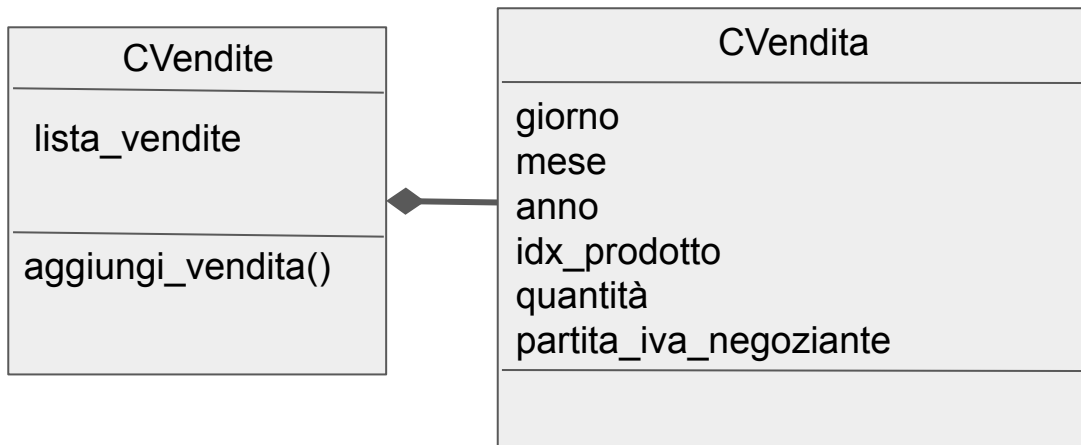 CVendite
lista_vendite
aggiungi_vendita()
CVendita
giorno
mese
anno
idx_prodotto
quantità
partita_iva_negoziante